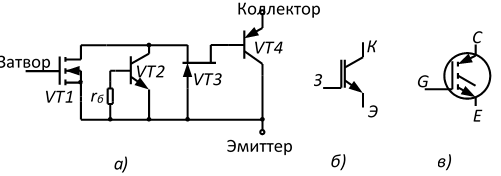 Коллектор
Затвор
VT1
rб
VT2
VT3
VT4
Эмиттер
а)
З
К
Э
б)
G
C
E
в)